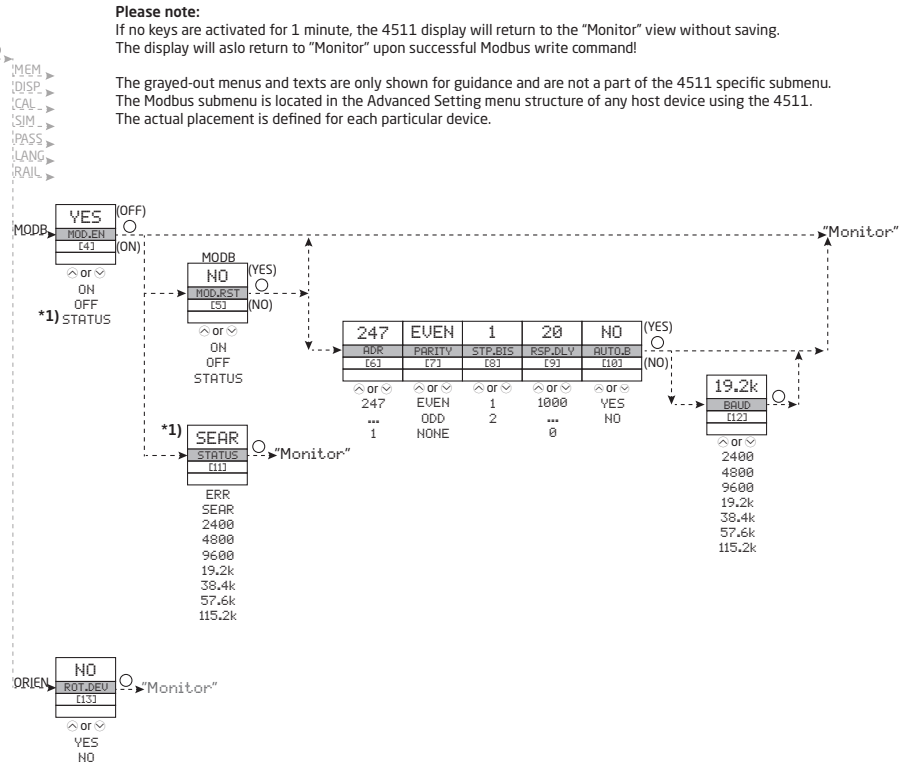 Please note:
If no keys are activated for 1 minute, the 4511 display will return to the “Monitor” view without saving.
The display will aslo return to ”Monitor” upon successful Modbus write command!
The grayed-out menus and texts are only shown for guidance and are not a part of the 4511 specific submenu.
The Modbus submenu is located in the Advanced Setting menu structure of any host device using the 4511.
The actual placement is defined for each particular device.
MEM
DISP
CAL
SIM
PASS
LANG
RAIL
MODB
YES
MOD.EN
[4]
(OFF)
(ON)
or
ON
OFF
*1) STATUS
"Monitor"
MODB
NO
MOD.RST
[5]
(YES)
(NO)
or
ON
OFF
STATUS
247
ADR
[6]
or
247
...
1
EVEN
PARITY
[7]
or
EVEN
ODD
NONE
1
STP.BIS
[8]
or
1
2
20
RSP.DLY
[9]
or
1000
...
0
NO
AUTO.B
[10]
(YES)
(NO)
or
YES
NO
19.2k
BAUD
[12]
or
2400
4800
9600
19.2k
38.4k
57.6k
115.2k
*1)
SEAR
STATUS
[11]
"Monitor"
ERR
SEAR
2400
4800
9600
19.2k
38.4k
57.6k
115.2k
ORIEN
NO
ROT.DEV
[13]
"Monitor"
or
YES
NO